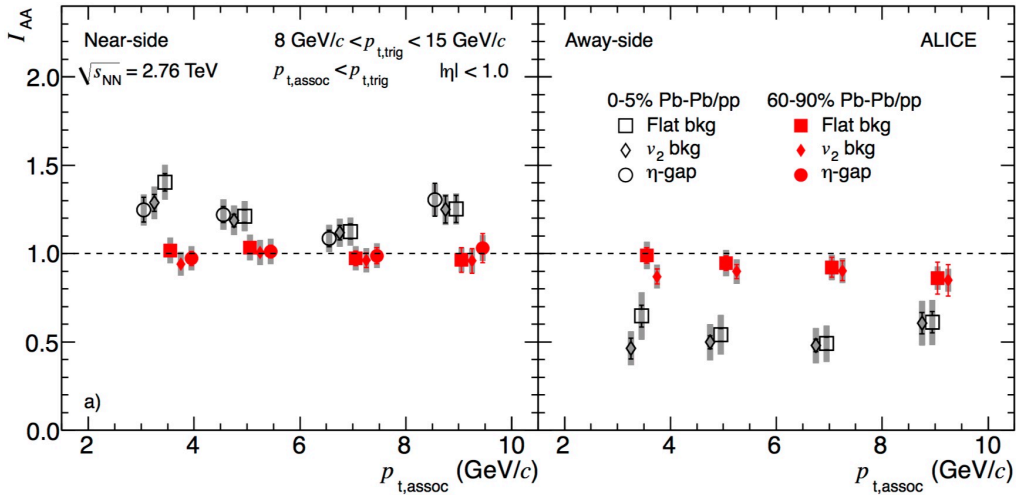 I_AA
Near-side
8 GeV/c < p_t,trig < 15 GeV/c
√s_NN = 2.76 TeV
p_t,assoc < p_t,trig
|η| < 1.0
2.0
1.5
1.0
0.5
0.0
a)
2 4 6 8 10
p_t,assoc (GeV/c)
Away-side
ALICE
0-5% Pb-Pb/pp
Flat bkg
v_2 bkg
η-gap
60-90% Pb-Pb/pp
Flat bkg
v_2 bkg
η-gap
2 4 6 8 10
p_t,assoc (GeV/c)